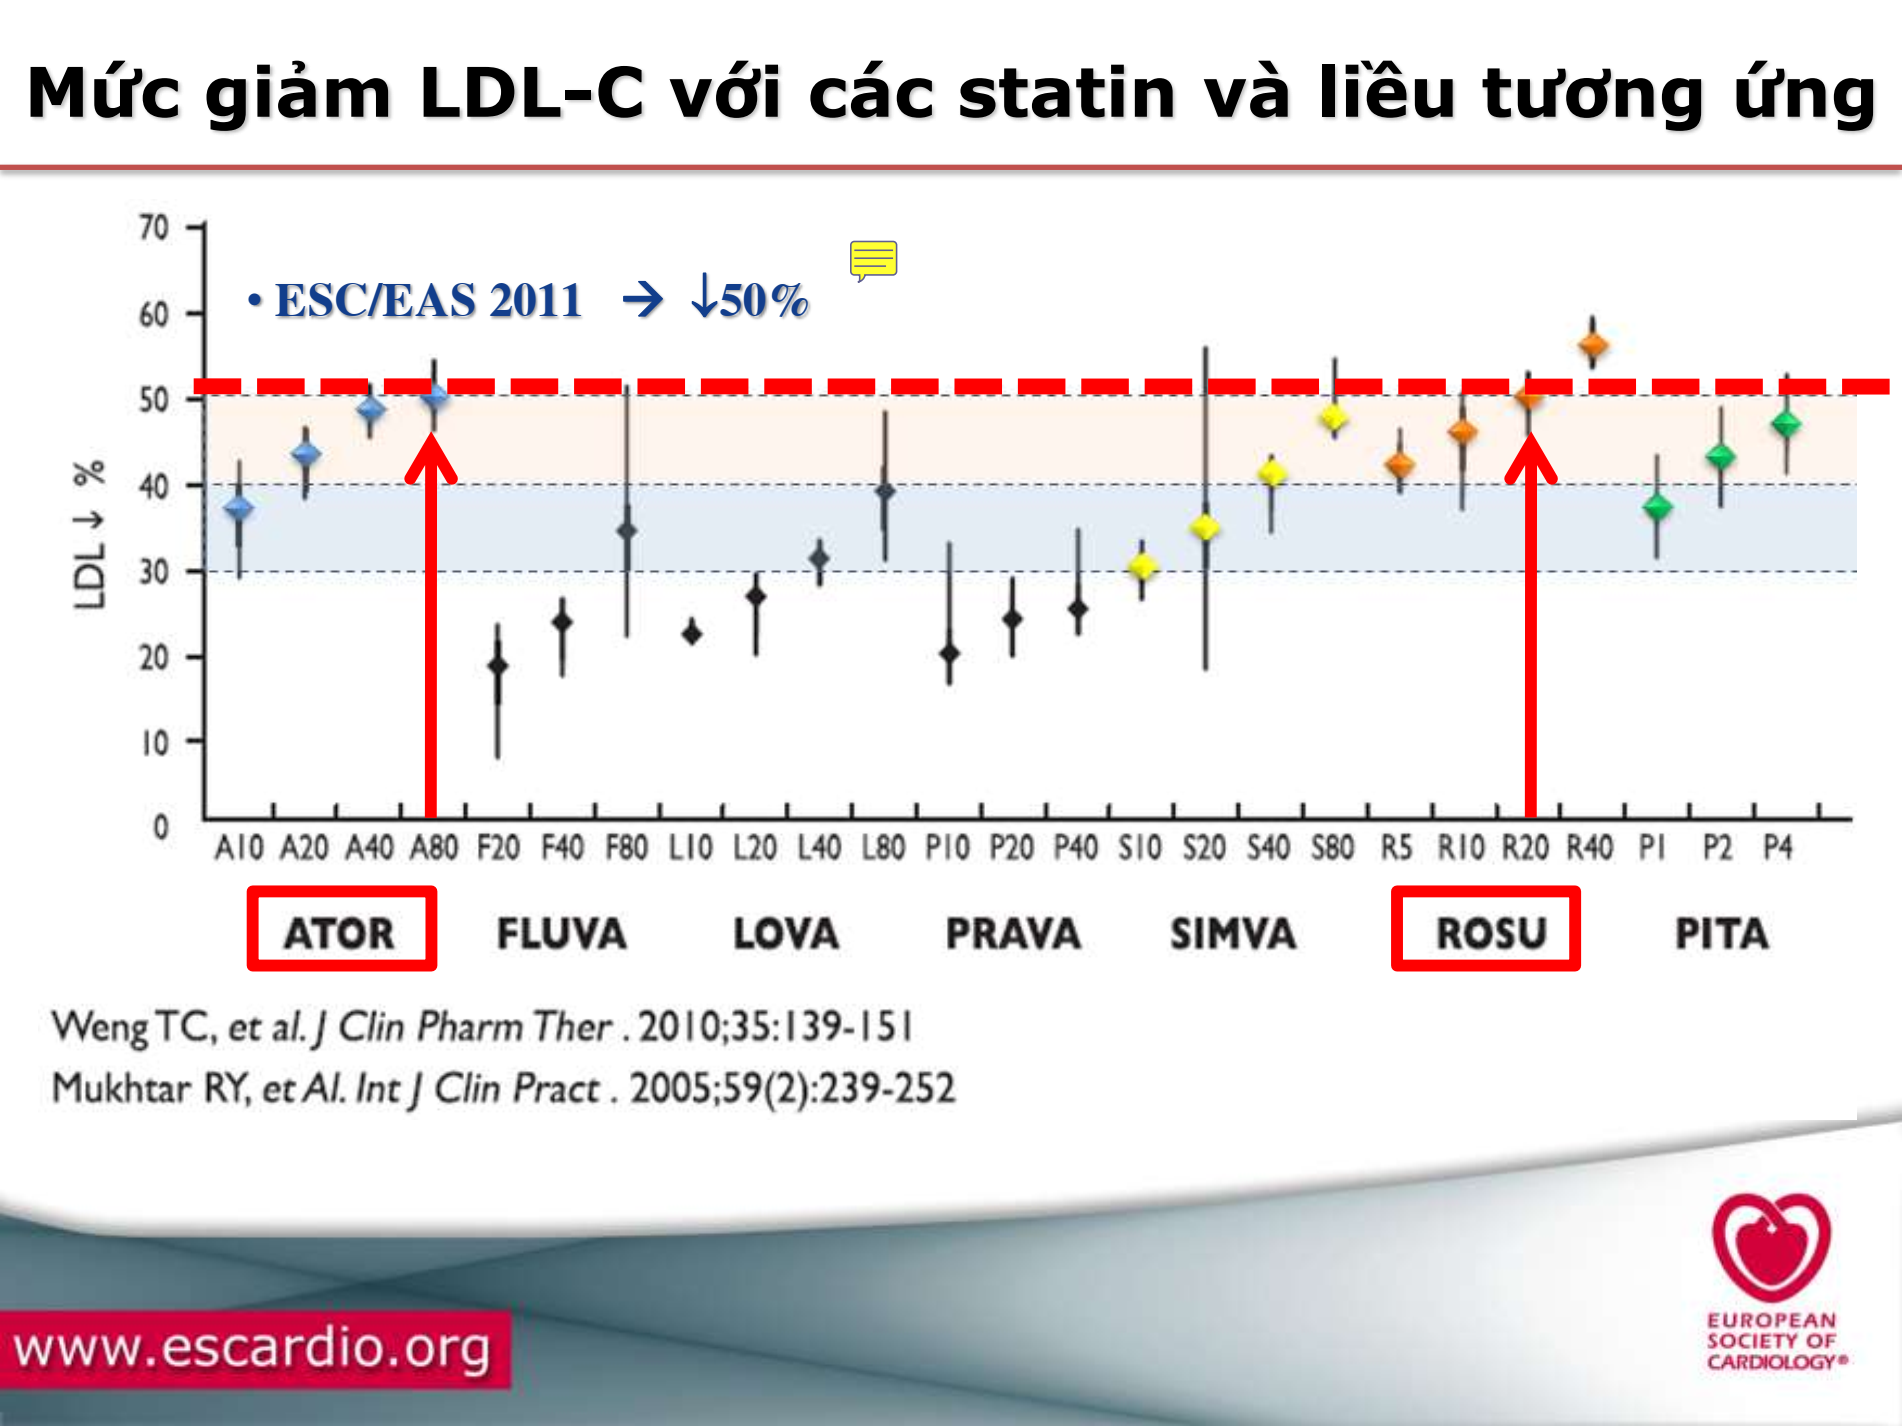 Mức giảm LDL-C với các statin và liều tương ứng
• ESC/EAS 2011 → ↓50%
70
60
50
40
30
20
10
0
LDL ↓ %
A10 A20 A40 A80 F20 F40 F80 L10 L20 L40 L80 P10 P20 P40 S10 S20 S40 S80 R5 R10 R20 R40 P1 P2 P4
ATOR FLUVA LOVA PRAVA SIMVA ROSU PITA
Weng TC, et al. J Clin Pharm Ther . 2010;35:139-151
Mukhtar RY, et Al. Int J Clin Pract . 2005;59(2):239-252
www.escardio.org
EUROPEAN
SOCIETY OF
CARDIOLOGY®